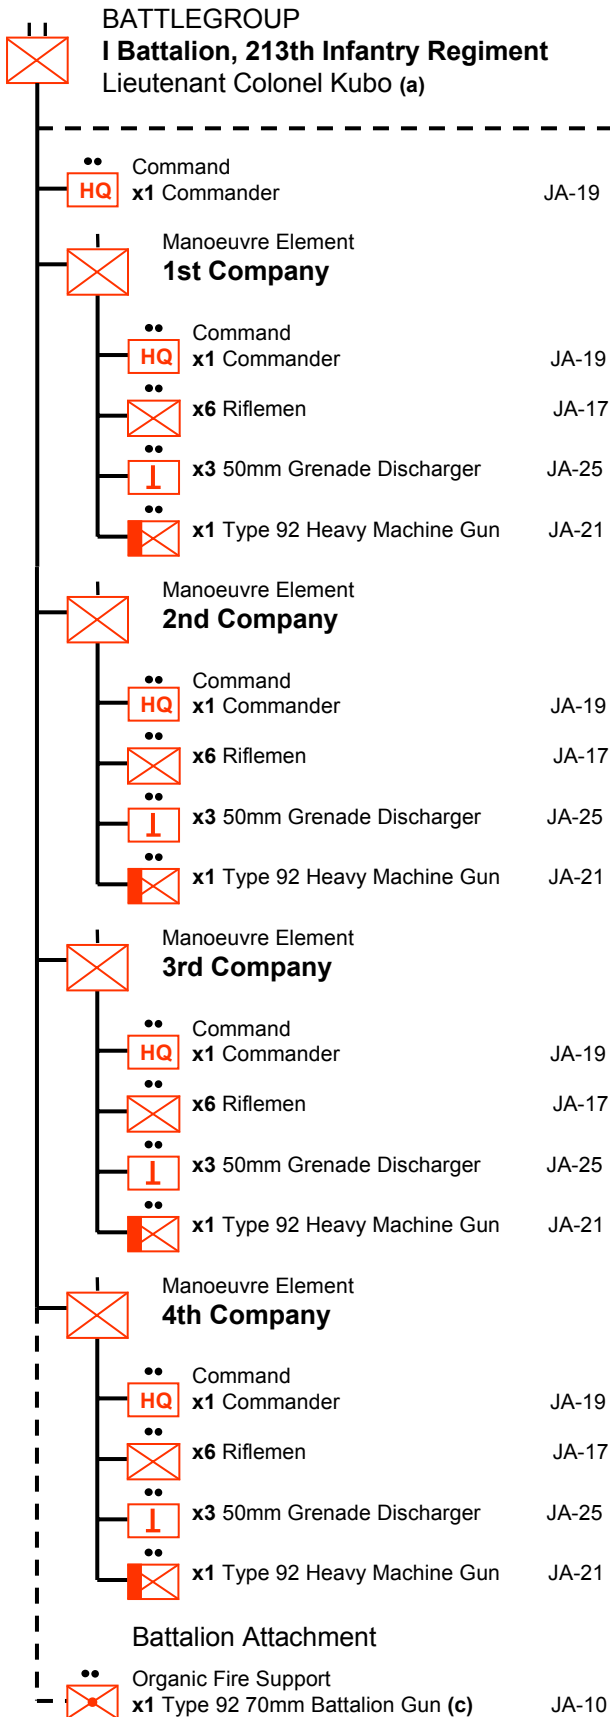 BATTLEGROUP
I Battalion, 213th Infantry Regiment
Lieutenant Colonel Kubo (a)
Command
HQ x1 Commander JA-19
Manoeuvre Element
1st Company
Command
HQ x1 Commander JA-19
x6 Riflemen JA-17
x3 50mm Grenade Discharger JA-25
x1 Type 92 Heavy Machine Gun JA-21
Manoeuvre Element
2nd Company
Command
HQ x1 Commander JA-19
x6 Riflemen JA-17
x3 50mm Grenade Discharger JA-25
x1 Type 92 Heavy Machine Gun JA-21
Manoeuvre Element
3rd Company
Command
HQ x1 Commander JA-19
x6 Riflemen JA-17
x3 50mm Grenade Discharger JA-25
x1 Type 92 Heavy Machine Gun JA-21
Manoeuvre Element
4th Company
Command
HQ x1 Commander JA-19
x6 Riflemen JA-17
x3 50mm Grenade Discharger JA-25
x1 Type 92 Heavy Machine Gun JA-21
Battalion Attachment
Organic Fire Support
x1 Type 92 70mm Battalion Gun (c) JA-10